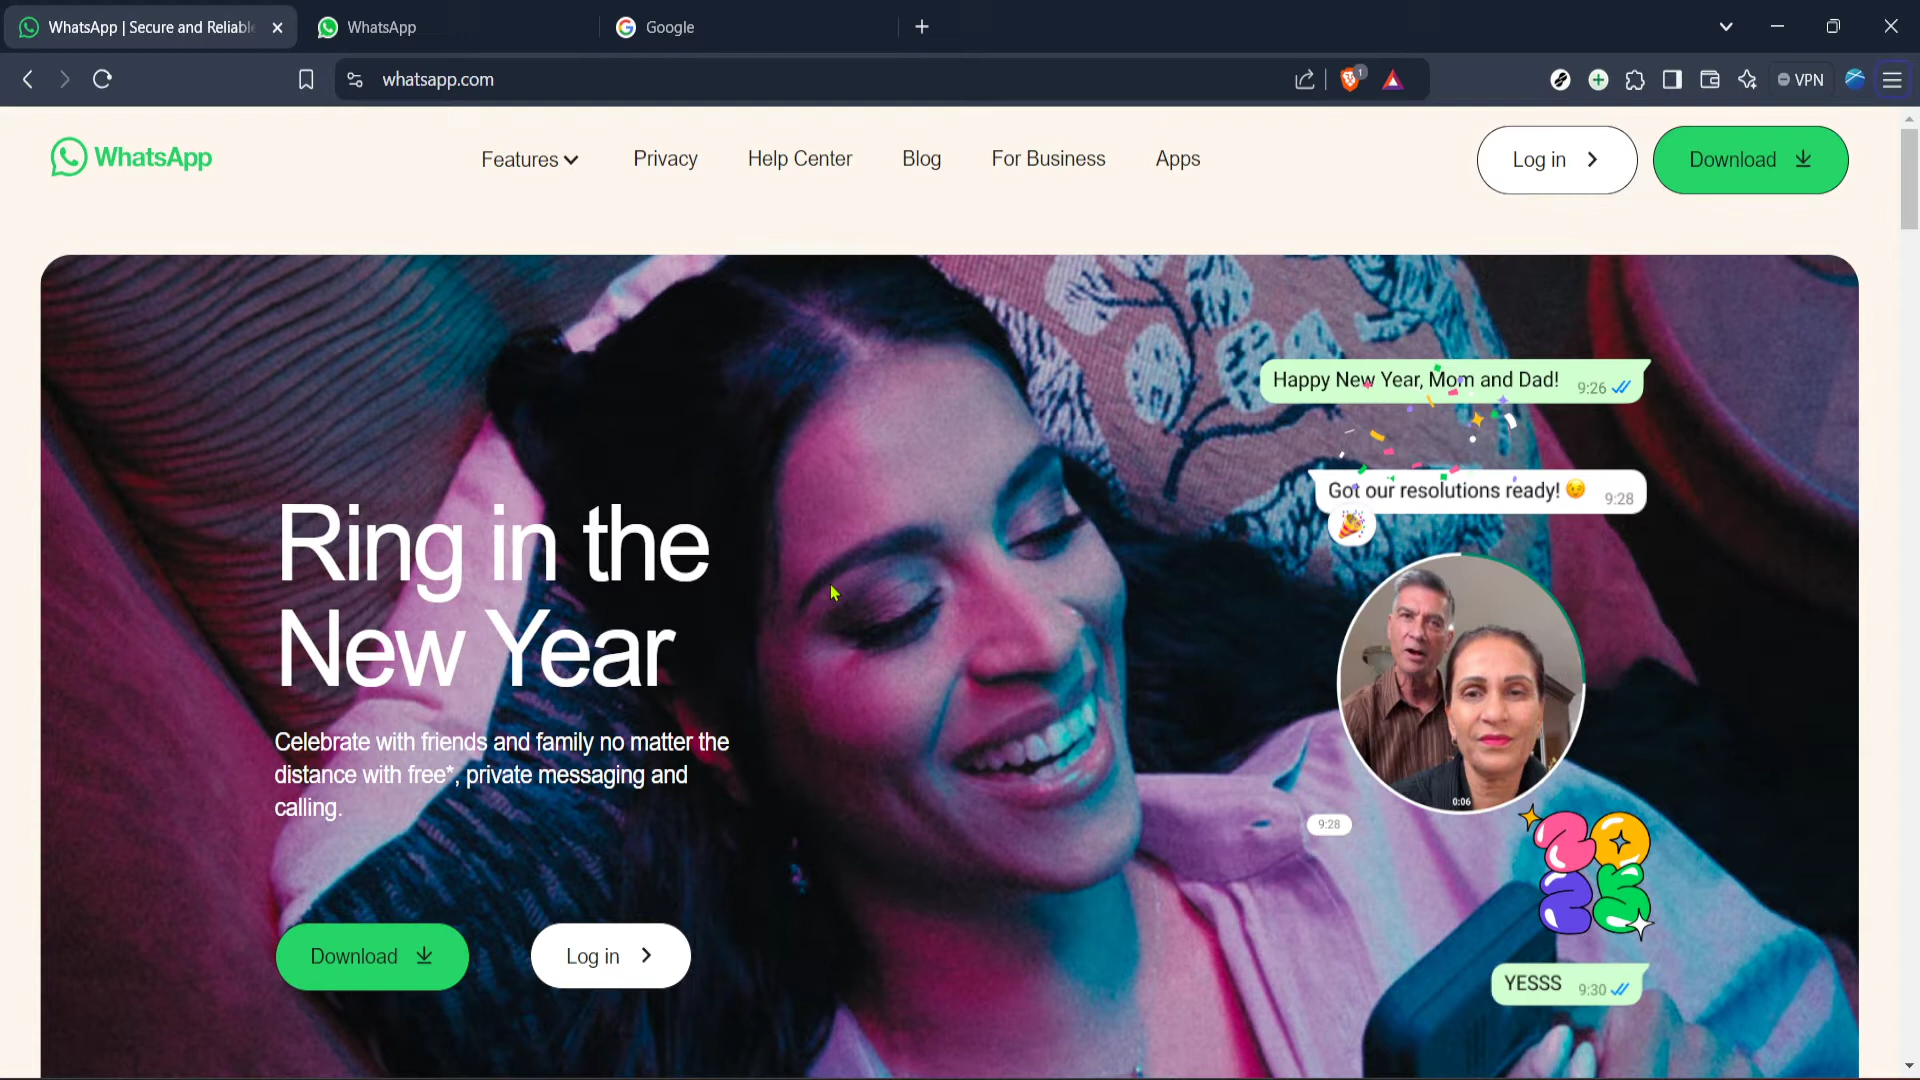 WhatsApp | Secure and Reliable
WhatsApp
Google
whatsapp.com
1
VPN
WhatsApp
Features
Privacy
Help Center
Blog
For Business
Apps
Log in
Download
Happy New Year, Mom and Dad! 9:26
Got our resolutions ready! 😉 9:28
Ring in the
New Year
Celebrate with friends and family no matter the
distance with free*, private messaging and
calling.
0:06
9:28
Download
Log in
YESSS 9:30